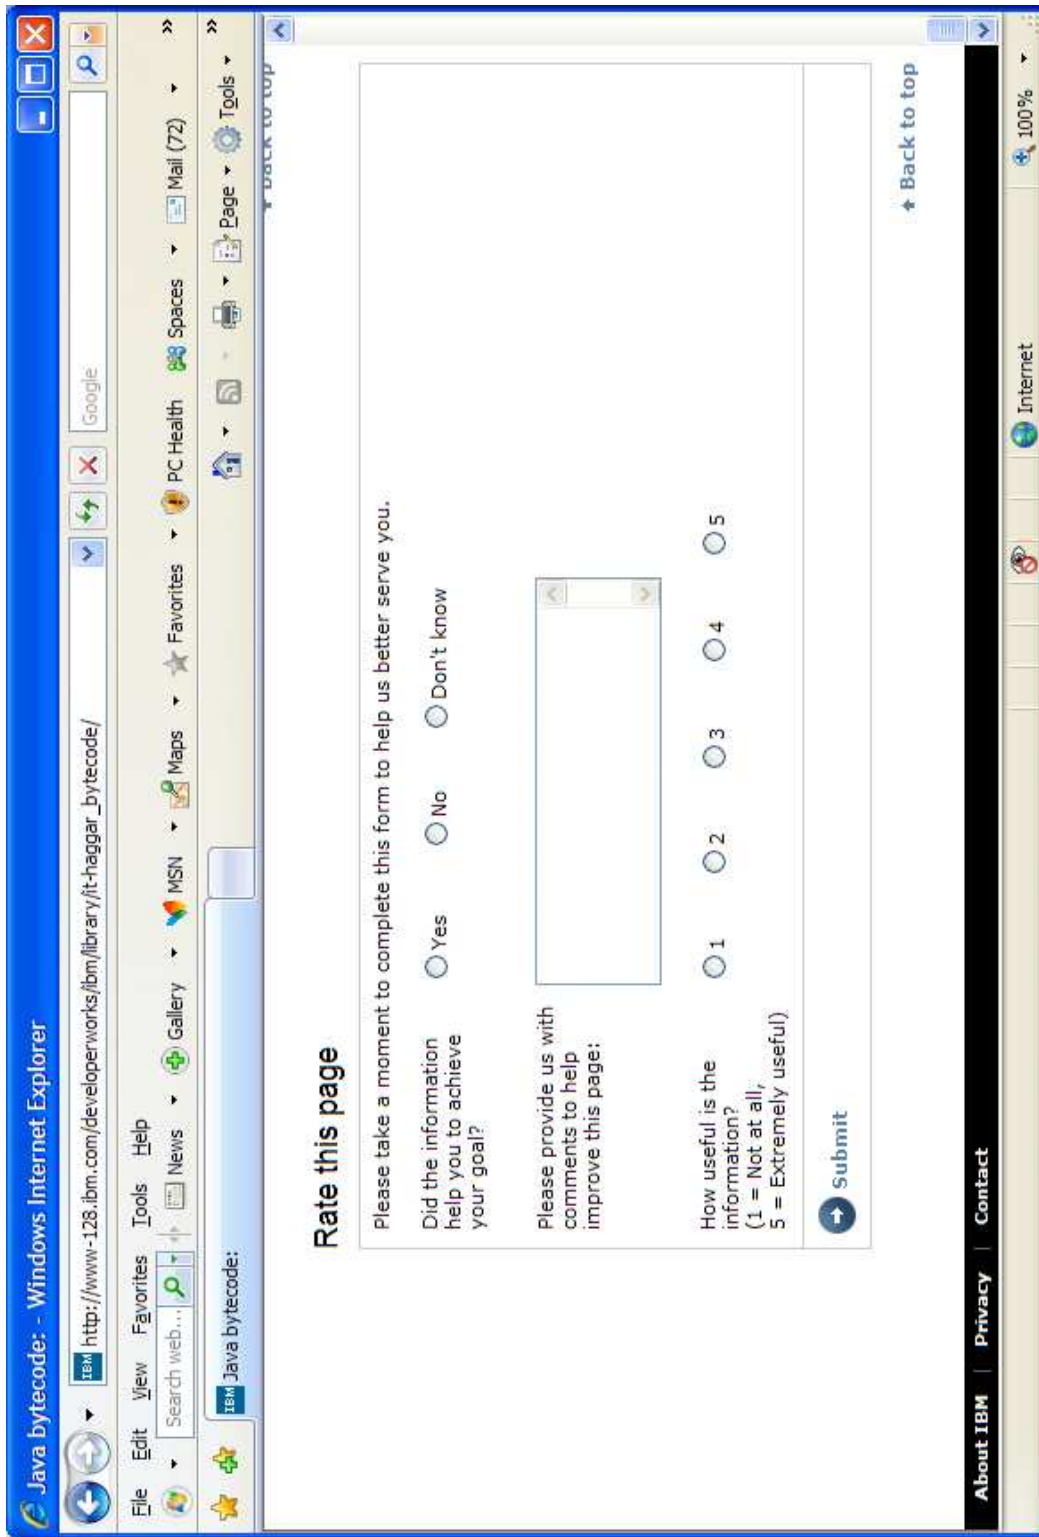 Java bytecode: - Windows Internet Explorer
IBM http://www-128.ibm.com/developerworks/ibm/library/it-haggar_bytecode/
Google
File Edit View Favorites Tools Help
Search web... News Gallery MSN Maps Favorites PC Health Spaces Mail (72) »
IBM Java bytecode: Page Tools »
Back to top
Rate this page
Please take a moment to complete this form to help us better serve you.
Did the information
help you to achieve
your goal?
Yes No Don't know
Please provide us with
comments to help
improve this page:
How useful is the
information?
(1 = Not at all,
5 = Extremely useful)
1 2 3 4 5
Submit
Back to top
About IBM | Privacy | Contact
Internet 100%